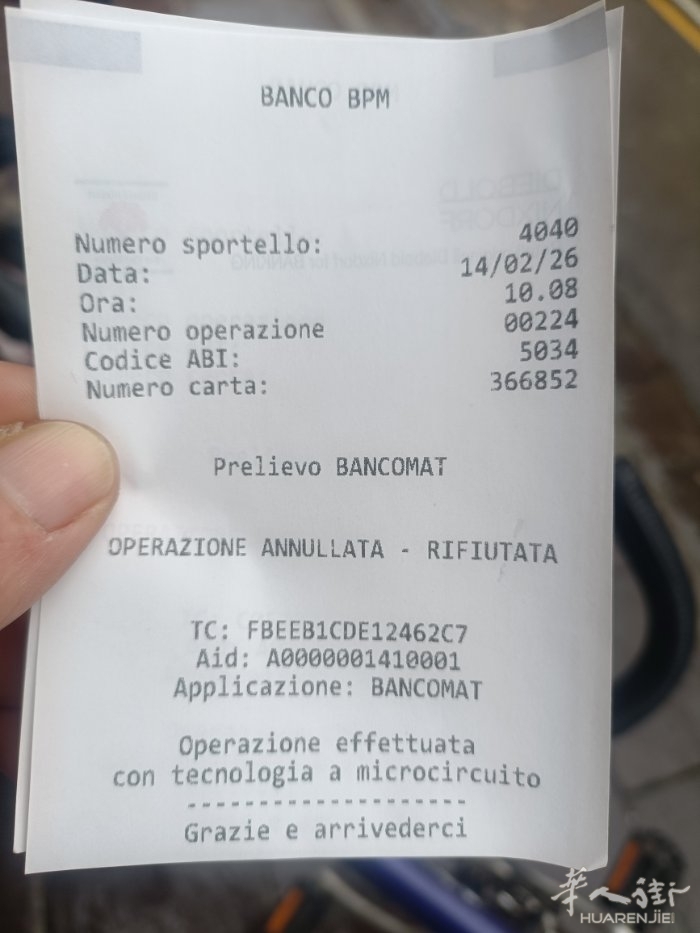 BANCO BPM
Numero sportello: 4040
Data: 14/02/26
Ora: 10.08
Numero operazione 00224
Codice ABI: 5034
Numero carta: 366852
Prelievo BANCOMAT
OPERAZIONE ANNULLATA - RIFIUTATA
TC: FBEEB1CDE12462C7
Aid: A0000001410001
Applicazione: BANCOMAT
Operazione effettuata
con tecnologia a microcircuito
--------------------
Grazie e arrivederci
華人街
HUARENJIE